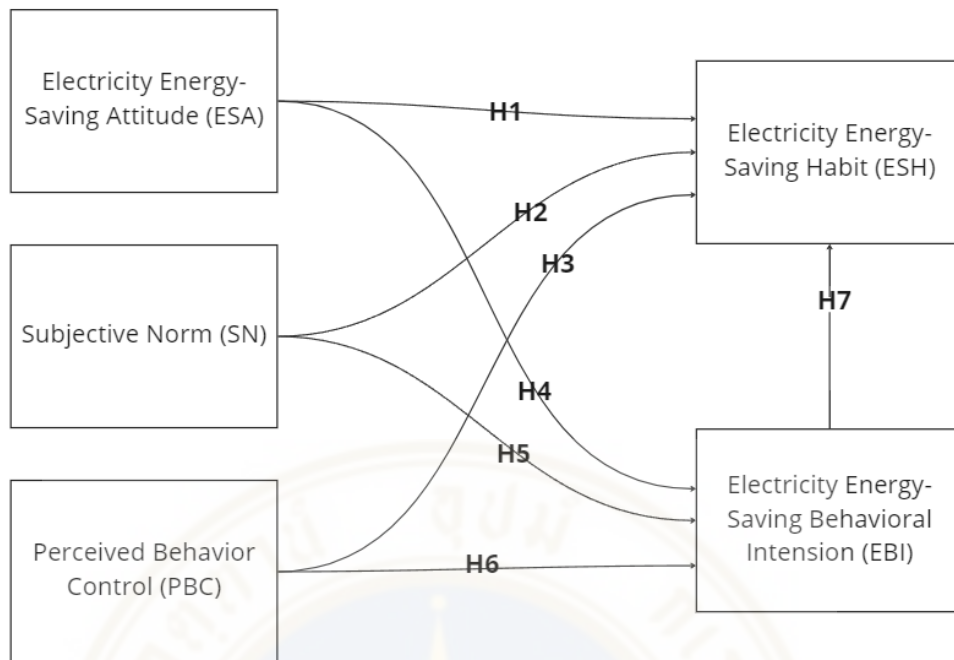 Electricity Energy-
Saving Attitude (ESA)
Subjective Norm (SN)
Perceived Behavior
Control (PBC)
H1
H2
H3
H4
H5
H6
Electricity Energy-
Saving Habit (ESH)
H7
Electricity Energy-
Saving Behavioral
Intension (EBI)